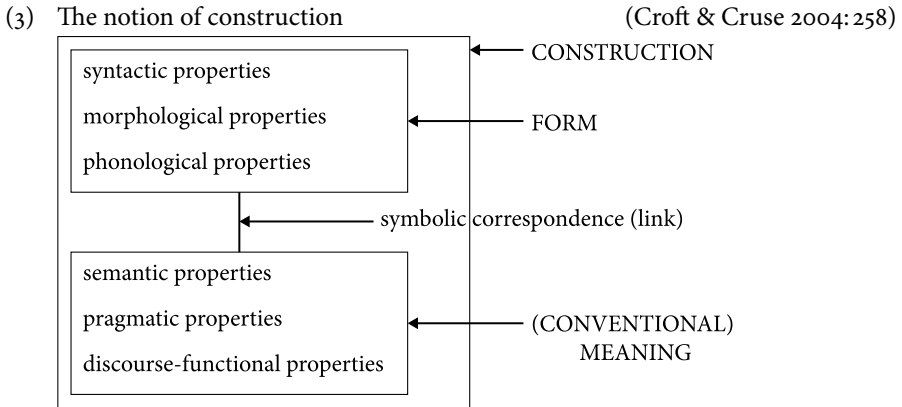 (3) The notion of construction (Croft & Cruse 2004: 258)
CONSTRUCTION
syntactic properties
morphological properties
phonological properties
FORM
symbolic correspondence (link)
semantic properties
pragmatic properties
discourse-functional properties
(CONVENTIONAL)
MEANING